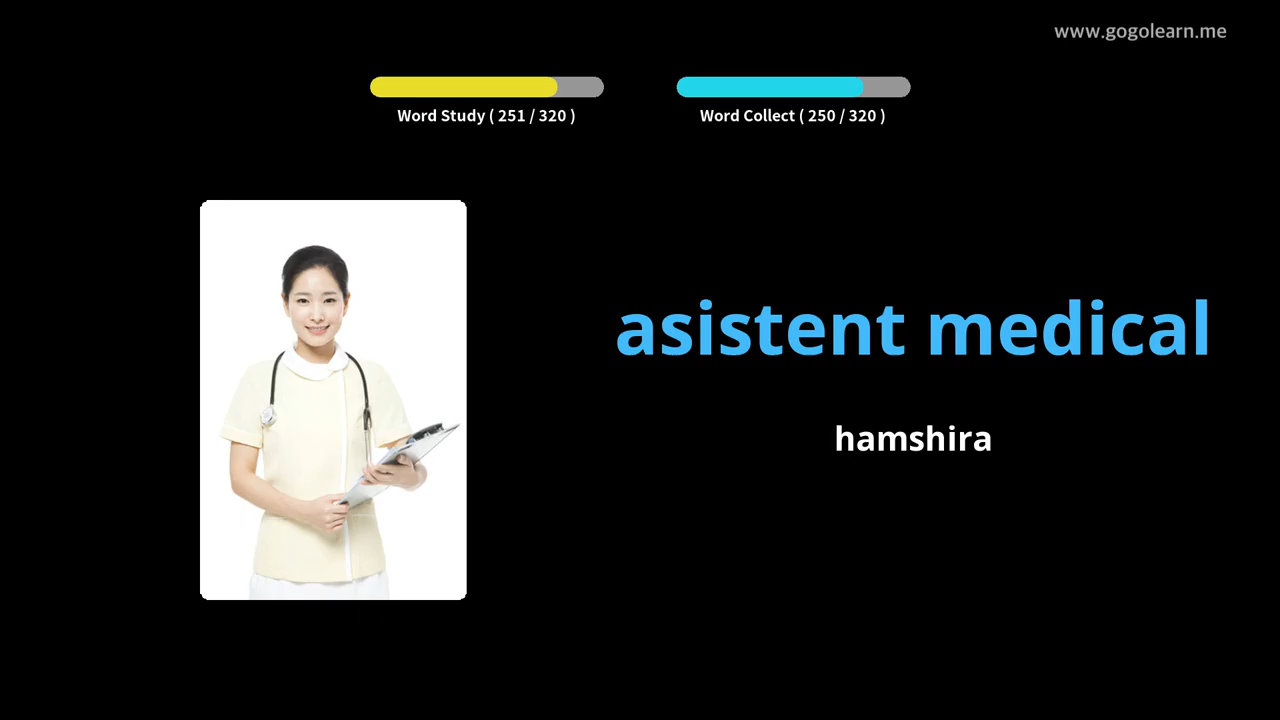 www.gogolearn.me
Word Study ( 251 / 320 )
Word Collect ( 250 / 320 )
asistent medical
hamshira